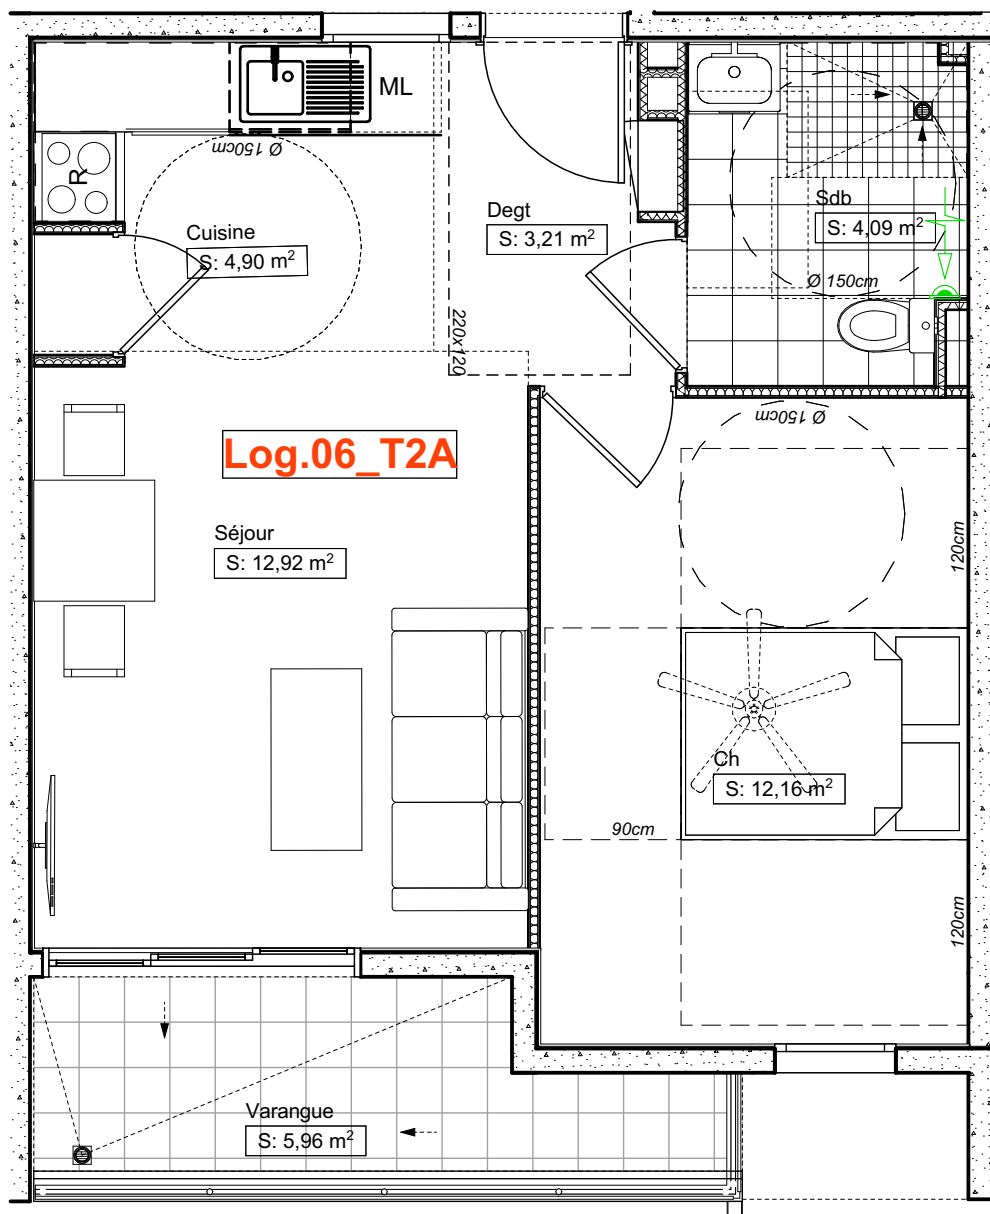 ML
Ø 150cm
R
Cuisine
S: 4,90 m²
Degt
S: 3,21 m²
Sdb
S: 4,09 m²
Ø 150cm
220x120
Ø 150cm
Log.06_T2A
Séjour
S: 12,92 m²
120cm
Ch
S: 12,16 m²
90cm
120cm
Varangue
S: 5,96 m²